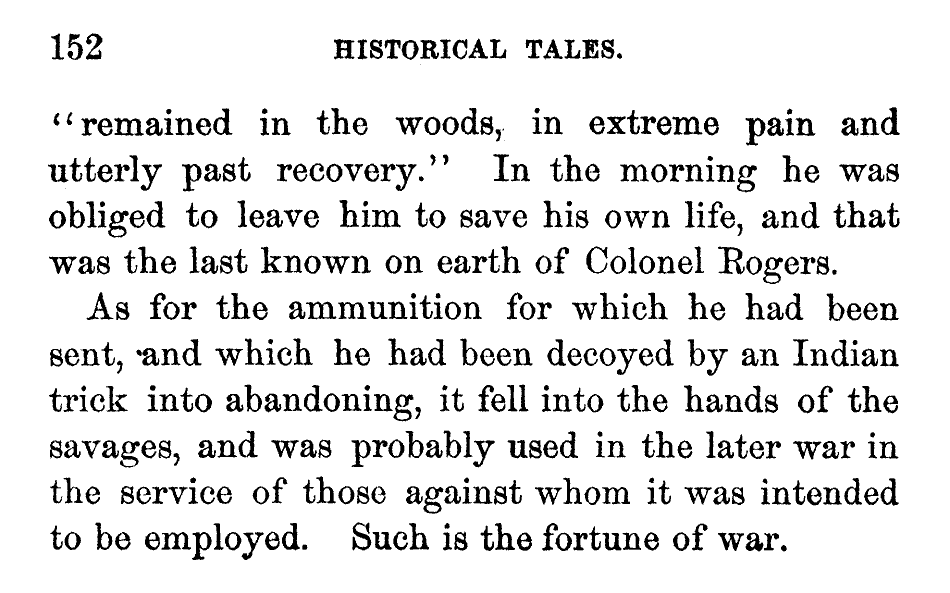 152 HISTORICAL TALES.
“remained in the woods, in extreme pain and
utterly past recovery.” In the morning he was
obliged to leave him to save his own life, and that
was the last known on earth of Colonel Rogers.
As for the ammunition for which he had been
sent, and which he had been decoyed by an Indian
trick into abandoning, it fell into the hands of the
savages, and was probably used in the later war in
the service of those against whom it was intended
to be employed. Such is the fortune of war.